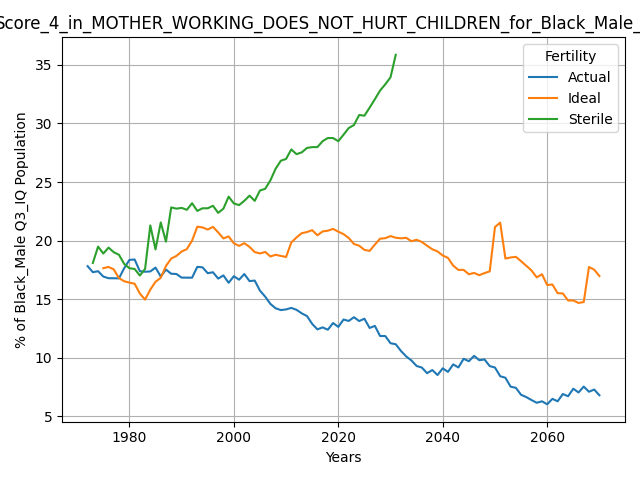 Score_4_in_MOTHER_WORKING_DOES_NOT_HURT_CHILDREN_for_Black_Male_
Fertility
Actual
Ideal
Sterile
% of Black_Male Q3_IQ Population
35
30
25
20
15
10
5
1980 2000 2020 2040 2060
Years